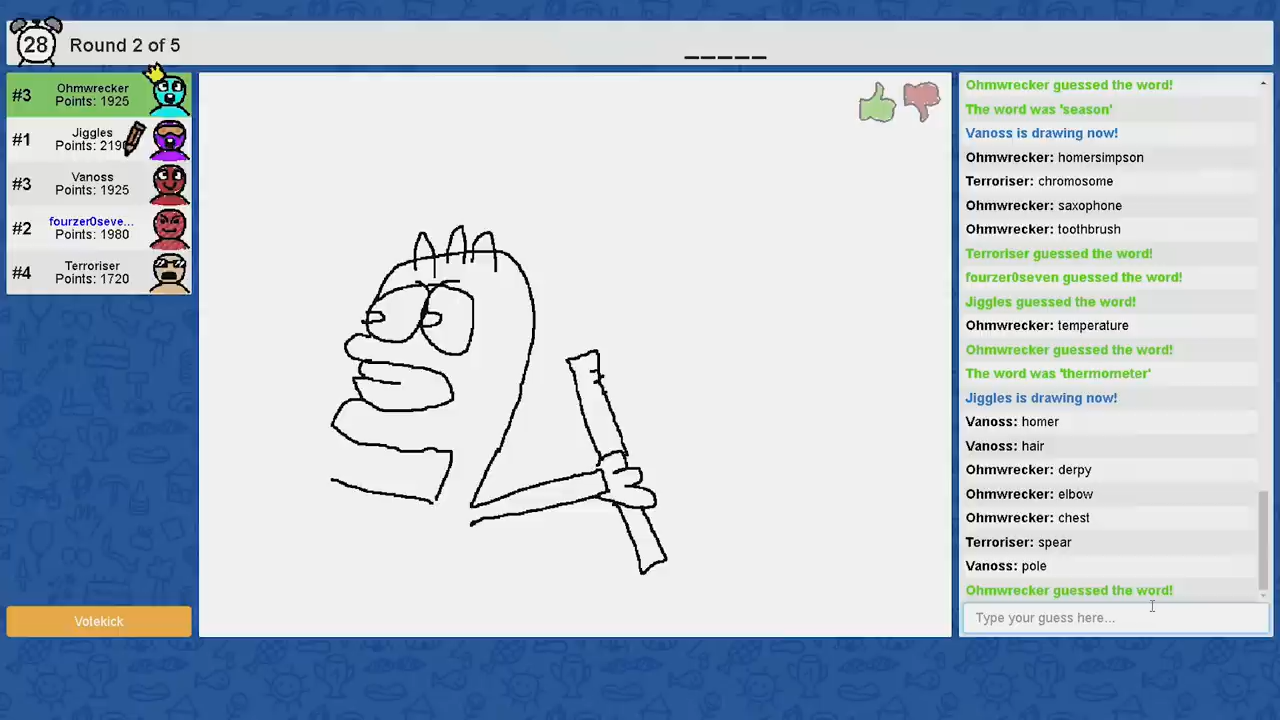 28
Round 2 of 5
_____
#3
Ohmwrecker
Points: 1925
#1
Jiggles
Points: 2190
#3
Vanoss
Points: 1925
#2
fourzer0seve...
Points: 1980
#4
Terroriser
Points: 1720
Volekick
Ohmwrecker guessed the word!
The word was 'season'
Vanoss is drawing now!
Ohmwrecker: homersimpson
Terroriser: chromosome
Ohmwrecker: saxophone
Ohmwrecker: toothbrush
Terroriser guessed the word!
fourzer0seven guessed the word!
Jiggles guessed the word!
Ohmwrecker: temperature
Ohmwrecker guessed the word!
The word was 'thermometer'
Jiggles is drawing now!
Vanoss: homer
Vanoss: hair
Ohmwrecker: derpy
Ohmwrecker: elbow
Ohmwrecker: chest
Terroriser: spear
Vanoss: pole
Ohmwrecker guessed the word!
Type your guess here...